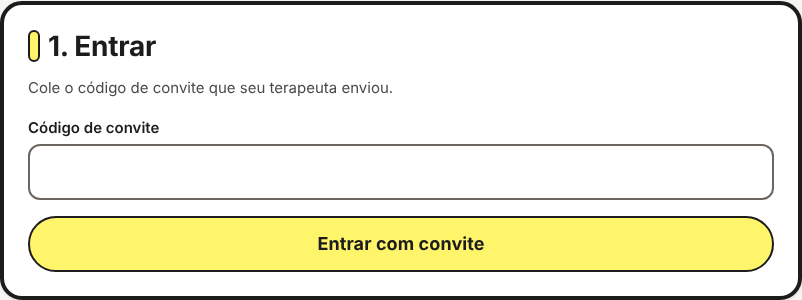 1. Entrar
Cole o código de convite que seu terapeuta enviou.
Código de convite
Entrar com convite